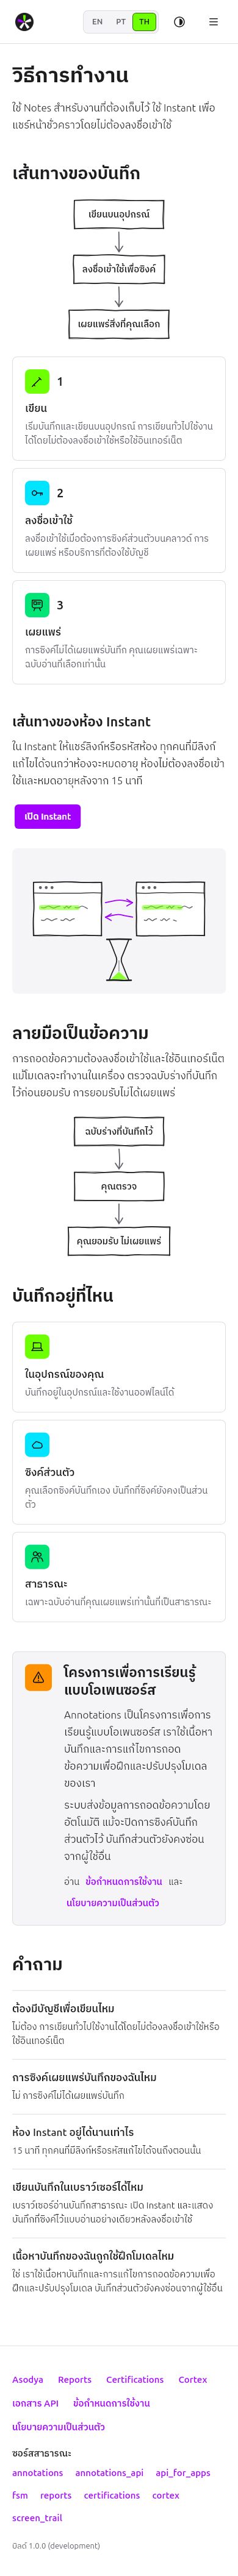 EN PT TH
วิธีการทำงาน
ใช้ Notes สำหรับงานที่ต้องเก็บไว้ ใช้ Instant เพื่อ
แชร์หน้าชั่วคราวโดยไม่ต้องลงชื่อเข้าใช้
เส้นทางของบันทึก
เขียนบนอุปกรณ์
ลงชื่อเข้าใช้เพื่อซิงค์
เผยแพร่สิ่งที่คุณเลือก
1
เขียน
เริ่มบันทึกและเขียนบนอุปกรณ์ การเขียนทั่วไปใช้งาน
ได้โดยไม่ต้องลงชื่อเข้าใช้หรือใช้อินเทอร์เน็ต
2
ลงชื่อเข้าใช้
ลงชื่อเข้าใช้เมื่อต้องการซิงค์ส่วนตัวบนคลาวด์ การ
เผยแพร่ หรือบริการที่ต้องใช้บัญชี
3
เผยแพร่
การซิงค์ไม่ได้เผยแพร่บันทึก คุณเผยแพร่เฉพาะ
ฉบับอ่านที่เลือกเท่านั้น
เส้นทางของห้อง Instant
ใน Instant ให้แชร์ลิงก์หรือรหัสห้อง ทุกคนที่มีลิงก์
แก้ไขได้จนกว่าห้องจะหมดอายุ ห้องไม่ต้องลงชื่อเข้า
ใช้และหมดอายุหลังจาก 15 นาที
เปิด Instant
ลายมือเป็นข้อความ
การถอดข้อความต้องลงชื่อเข้าใช้และใช้อินเทอร์เน็ต
แม้โมเดลจะทำงานในเครื่อง ตรวจฉบับร่างที่บันทึก
ไว้ก่อนยอมรับ การยอมรับไม่ได้เผยแพร่
ฉบับร่างที่บันทึกไว้
คุณตรวจ
คุณยอมรับ ไม่เผยแพร่
บันทึกอยู่ที่ไหน
ในอุปกรณ์ของคุณ
บันทึกอยู่ในอุปกรณ์และใช้งานออฟไลน์ได้
ซิงค์ส่วนตัว
คุณเลือกซิงค์บันทึกเอง บันทึกที่ซิงค์ยังคงเป็นส่วน
ตัว
สาธารณะ
เฉพาะฉบับอ่านที่คุณเผยแพร่เท่านั้นที่เป็นสาธารณะ
โครงการเพื่อการเรียนรู้
แบบโอเพนซอร์ส
Annotations เป็นโครงการเพื่อการ
เรียนรู้แบบโอเพนซอร์ส เราใช้เนื้อหา
บันทึกและการแก้ไขการถอด
ข้อความเพื่อฝึกและปรับปรุงโมเดล
ของเรา
ระบบส่งข้อมูลการถอดข้อความโดย
อัตโนมัติ แม้จะปิดการซิงค์บันทึก
ส่วนตัวไว้ บันทึกส่วนตัวยังคงซ่อน
จากผู้ใช้อื่น
อ่าน ข้อกำหนดการใช้งาน และ
นโยบายความเป็นส่วนตัว
คำถาม
ต้องมีบัญชีเพื่อเขียนไหม
ไม่ต้อง การเขียนทั่วไปใช้งานได้โดยไม่ต้องลงชื่อเข้าใช้หรือ
ใช้อินเทอร์เน็ต
การซิงค์เผยแพร่บันทึกของฉันไหม
ไม่ การซิงค์ไม่ได้เผยแพร่บันทึก
ห้อง Instant อยู่ได้นานเท่าไร
15 นาที ทุกคนที่มีลิงก์หรือรหัสแก้ไขได้จนถึงตอนนั้น
เขียนบันทึกในเบราว์เซอร์ได้ไหม
เบราว์เซอร์อ่านบันทึกสาธารณะ เปิด Instant และแสดง
บันทึกที่ซิงค์ไว้แบบอ่านอย่างเดียวหลังลงชื่อเข้าใช้
เนื้อหาบันทึกของฉันถูกใช้ฝึกโมเดลไหม
ใช่ เราใช้เนื้อหาบันทึกและการแก้ไขการถอดข้อความเพื่อ
ฝึกและปรับปรุงโมเดล บันทึกส่วนตัวยังคงซ่อนจากผู้ใช้อื่น
Asodya Reports Certifications Cortex
เอกสาร API ข้อกำหนดการใช้งาน
นโยบายความเป็นส่วนตัว
ซอร์สสาธารณะ
annotations annotations_api api_for_apps
fsm reports certifications cortex
screen_trail
บิลด์ 1.0.0 (development)